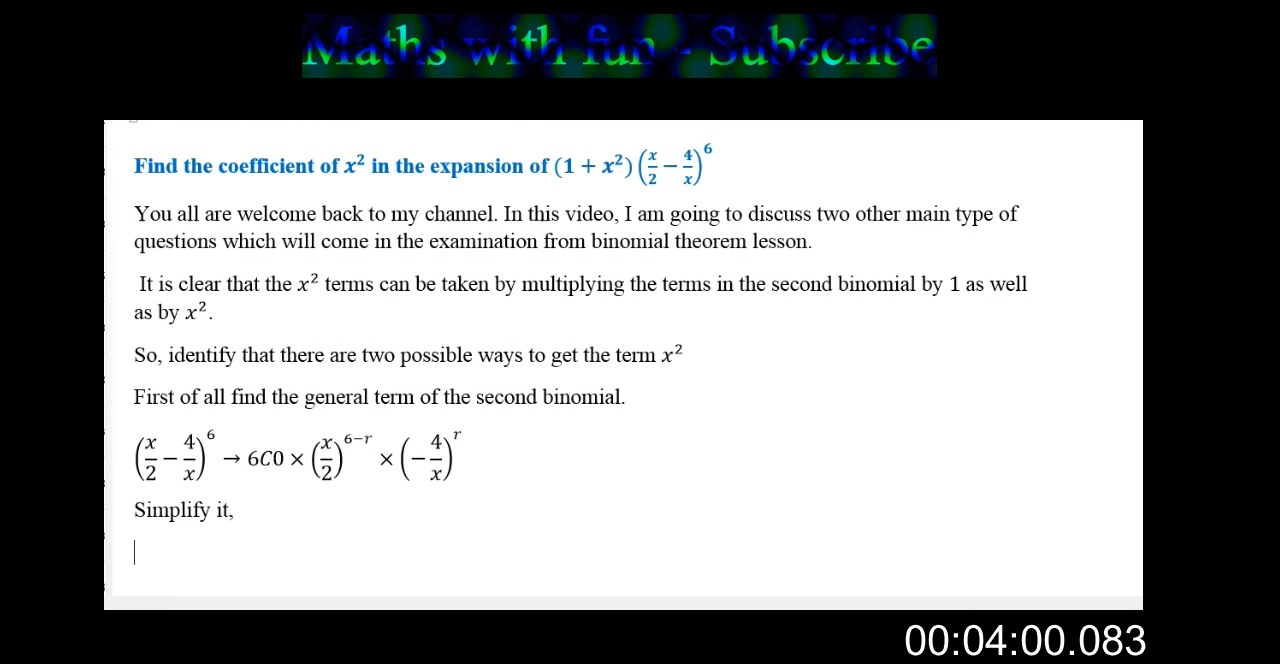 Maths with fun - Subscribe
Find the coefficient of x² in the expansion of (1 + x²) (x/2 − 4/x)⁶
You all are welcome back to my channel. In this video, I am going to discuss two other main type of
questions which will come in the examination from binomial theorem lesson.
It is clear that the x² terms can be taken by multiplying the terms in the second binomial by 1 as well
as by x².
So, identify that there are two possible ways to get the term x²
First of all find the general term of the second binomial.
(x/2 − 4/x)⁶ → 6C0 × (x/2)⁶⁻ʳ × (−4/x)ʳ
Simplify it,
00:04:00.083